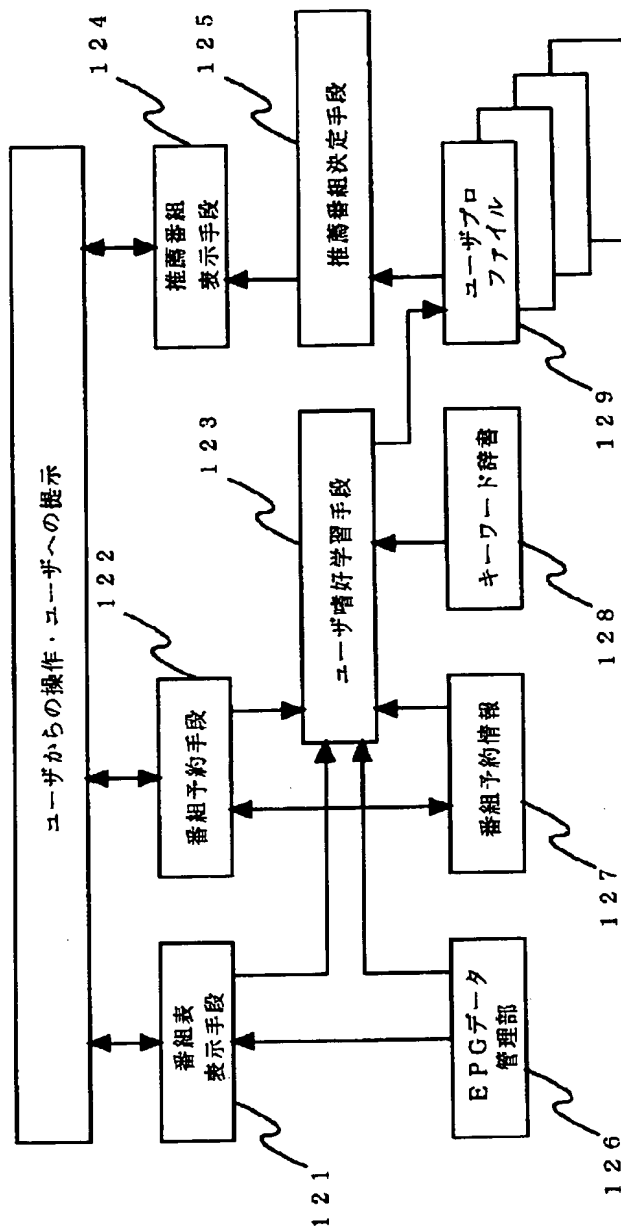 ユーザからの操作・ユーザへの提示
番組表
表示手段
121
番組予約手段
122
推薦番組
表示手段
124
ユーザ嗜好学習手段
123
推薦番組決定手段
125
EPGデータ
管理部
126
番組予約情報
127
キーワード辞書
128
ユーザプロ
ファイル
129